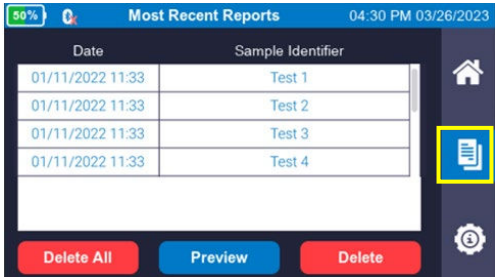 50% Most Recent Reports 04:30 PM 03/26/2023
Date Sample Identifier
01/11/2022 11:33 Test 1
01/11/2022 11:33 Test 2
01/11/2022 11:33 Test 3
01/11/2022 11:33 Test 4
Delete All Preview Delete